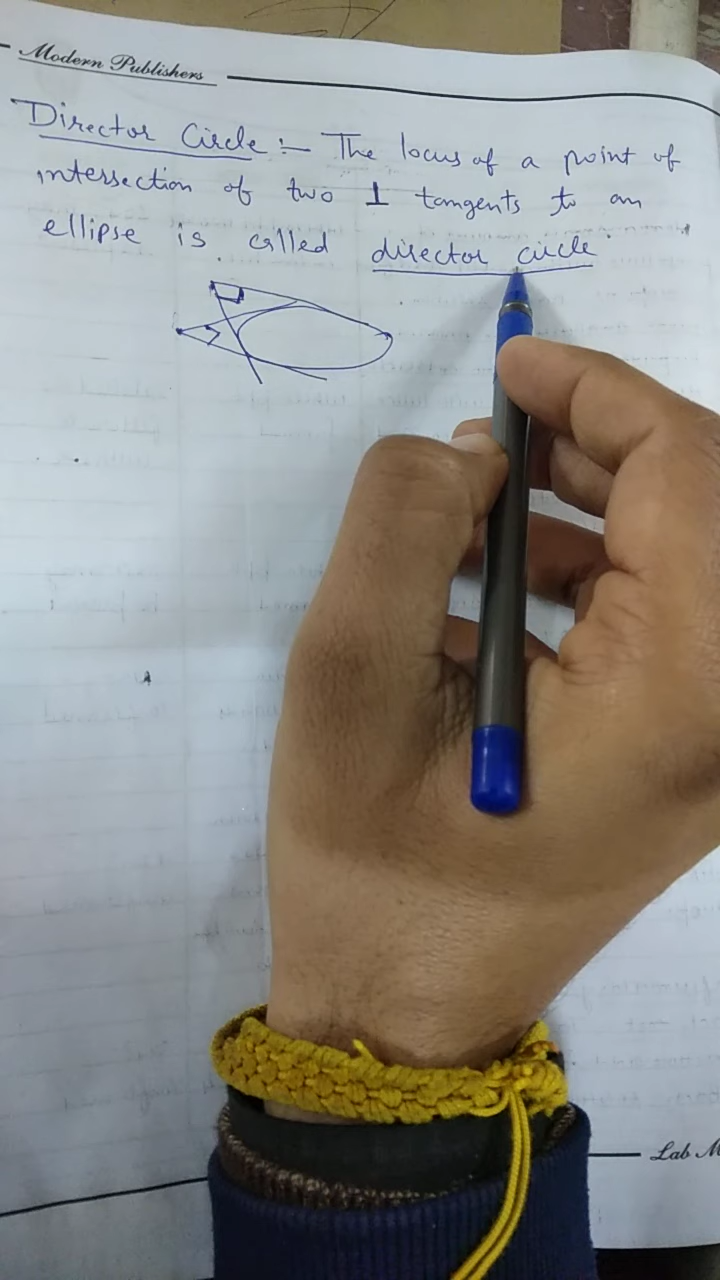 Modern Publishers
Director Circle :- The locus of a point of
intersection of two ⊥ tangents to an
ellipse is called director circle
Lab M